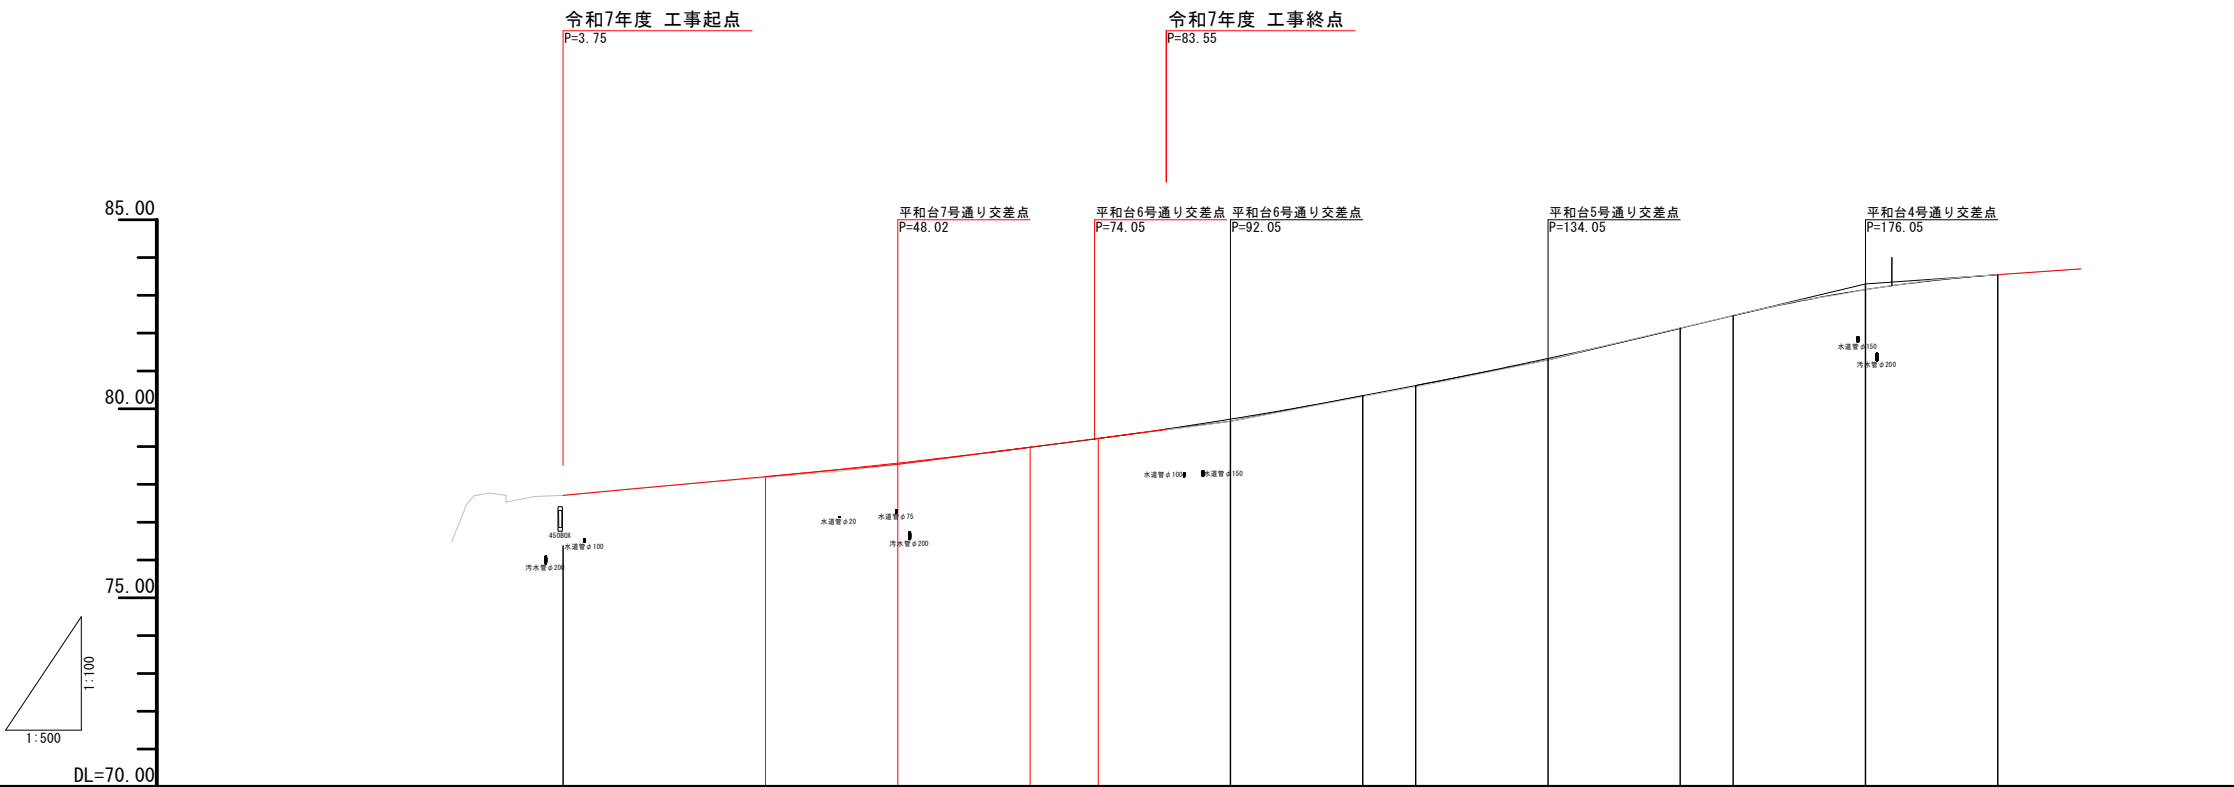 令和7年度 工事起点
P=3.75
令和7年度 工事終点
P=83.55
85.00
平和台7号通り交差点
P=48.02
平和台6号通り交差点
P=74.05
平和台6号通り交差点
P=92.05
平和台5号通り交差点
P=134.05
平和台4号通り交差点
P=176.05
水道管φ150
汚水管φ200
80.00
水道管φ100
水道管φ150
水道管φ20
水道管φ75
汚水管φ200
450BOX
水道管φ100
汚水管φ200
75.00
1:100
1:500
DL=70.00